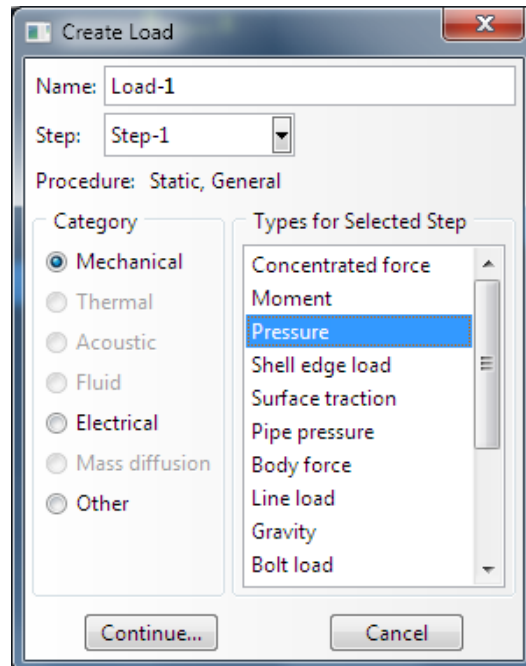 Create Load
Name: Load-1
Step: Step-1
Procedure: Static, General
Category
Mechanical
Thermal
Acoustic
Fluid
Electrical
Mass diffusion
Other
Types for Selected Step
Concentrated force
Moment
Pressure
Shell edge load
Surface traction
Pipe pressure
Body force
Line load
Gravity
Bolt load
Continue...
Cancel